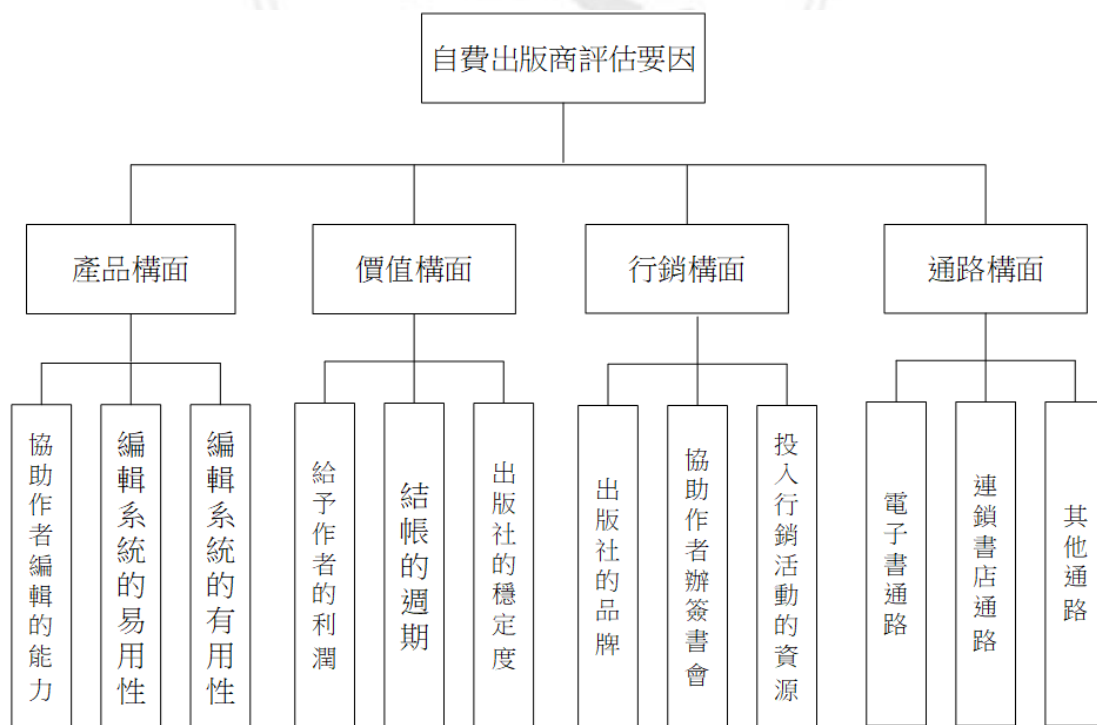 自費出版商評估要因
產品構面
價值構面
行銷構面
通路構面
協助作者編輯的能力
編輯系統的易用性
編輯系統的有用性
給予作者的利潤
結帳的週期
出版社的穩定度
出版社的品牌
協助作者辦簽書會
投入行銷活動的資源
電子書通路
連鎖書店通路
其他通路